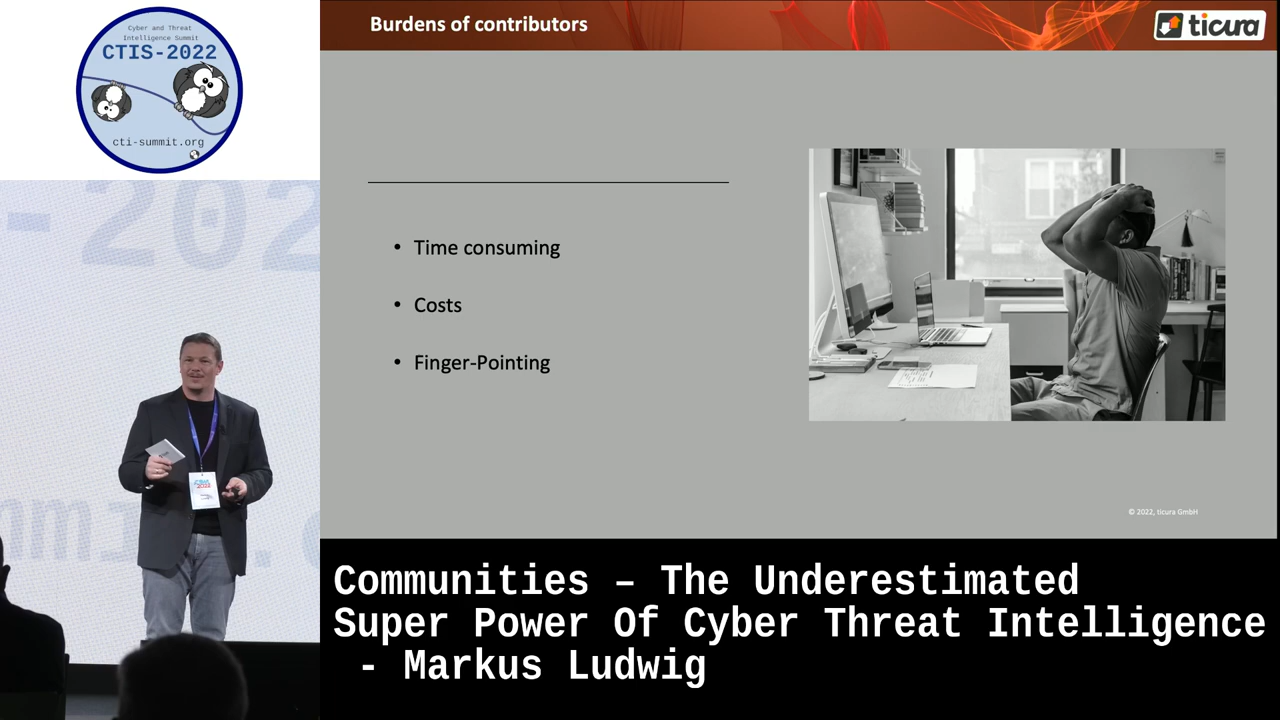 Cyber and Threat
Intelligence Summit
CTIS-2022
cti-summit.org
Burdens of contributors
ticura
• Time consuming
• Costs
• Finger-Pointing
© 2022, ticura GmbH
Communities – The Underestimated
Super Power Of Cyber Threat Intelligence
- Markus Ludwig